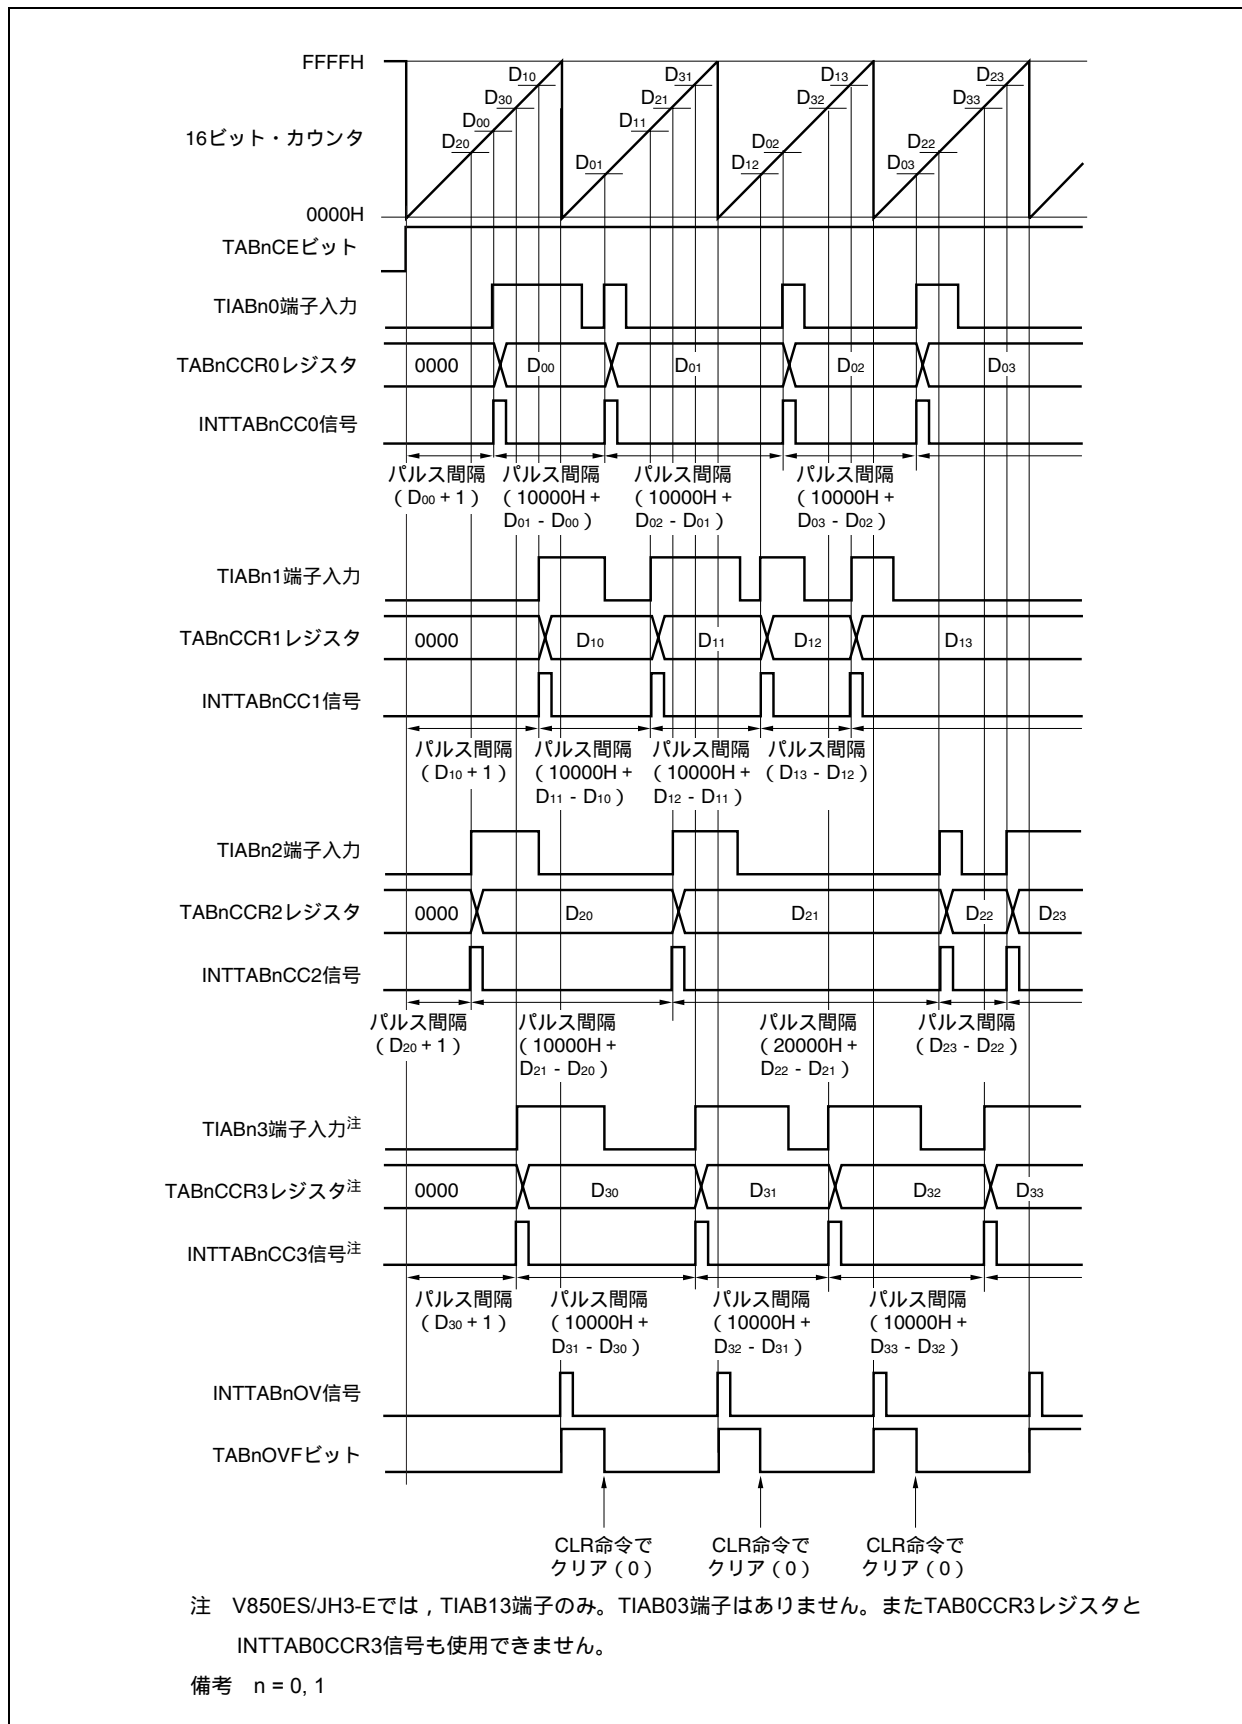 FFFFH
D10 D31 D13 D23
D30 D21 D32 D33
D00 D11
16ビット・カウンタ
D20 D02 D22
D01 D12 D03
0000H
TABnCEビット
TIABn0端子入力
TABnCCR0レジスタ 0000 D00 D01 D02 D03
INTTABnCC0信号
パルス間隔 パルス間隔 パルス間隔 パルス間隔
(D00 + 1) (10000H + (10000H + (10000H +
D01 - D00) D02 - D01) D03 - D02)
TIABn1端子入力
TABnCCR1レジスタ 0000 D10 D11 D12 D13
INTTABnCC1信号
パルス間隔 パルス間隔 パルス間隔 パルス間隔
(D10 + 1) (10000H + (10000H + (D13 - D12)
D11 - D10) D12 - D11)
TIABn2端子入力
TABnCCR2レジスタ 0000 D20 D21 D22 D23
INTTABnCC2信号
パルス間隔 パルス間隔 パルス間隔 パルス間隔
(D20 + 1) (10000H + (20000H + (D23 - D22)
D21 - D20) D22 - D21)
TIABn3端子入力注
TABnCCR3レジスタ注 0000 D30 D31 D32 D33
INTTABnCC3信号注
パルス間隔 パルス間隔 パルス間隔 パルス間隔
(D30 + 1) (10000H + (10000H + (10000H +
D31 - D30) D32 - D31) D33 - D32)
INTTABnOV信号
TABnOVFビット
CLR命令で CLR命令で CLR命令で
クリア(0) クリア(0) クリア(0)
注 V850ES/JH3-Eでは,TIAB13端子のみ。TIAB03端子はありません。またTAB0CCR3レジスタと
INTTAB0CCR3信号も使用できません。
備考 n = 0, 1